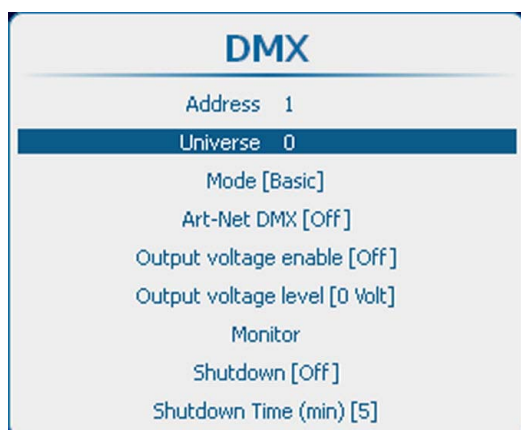 DMX
Address 1
Universe 0
Mode [Basic]
Art-Net DMX [Off]
Output voltage enable [Off]
Output voltage level [0 Volt]
Monitor
Shutdown [Off]
Shutdown Time (min) [5]